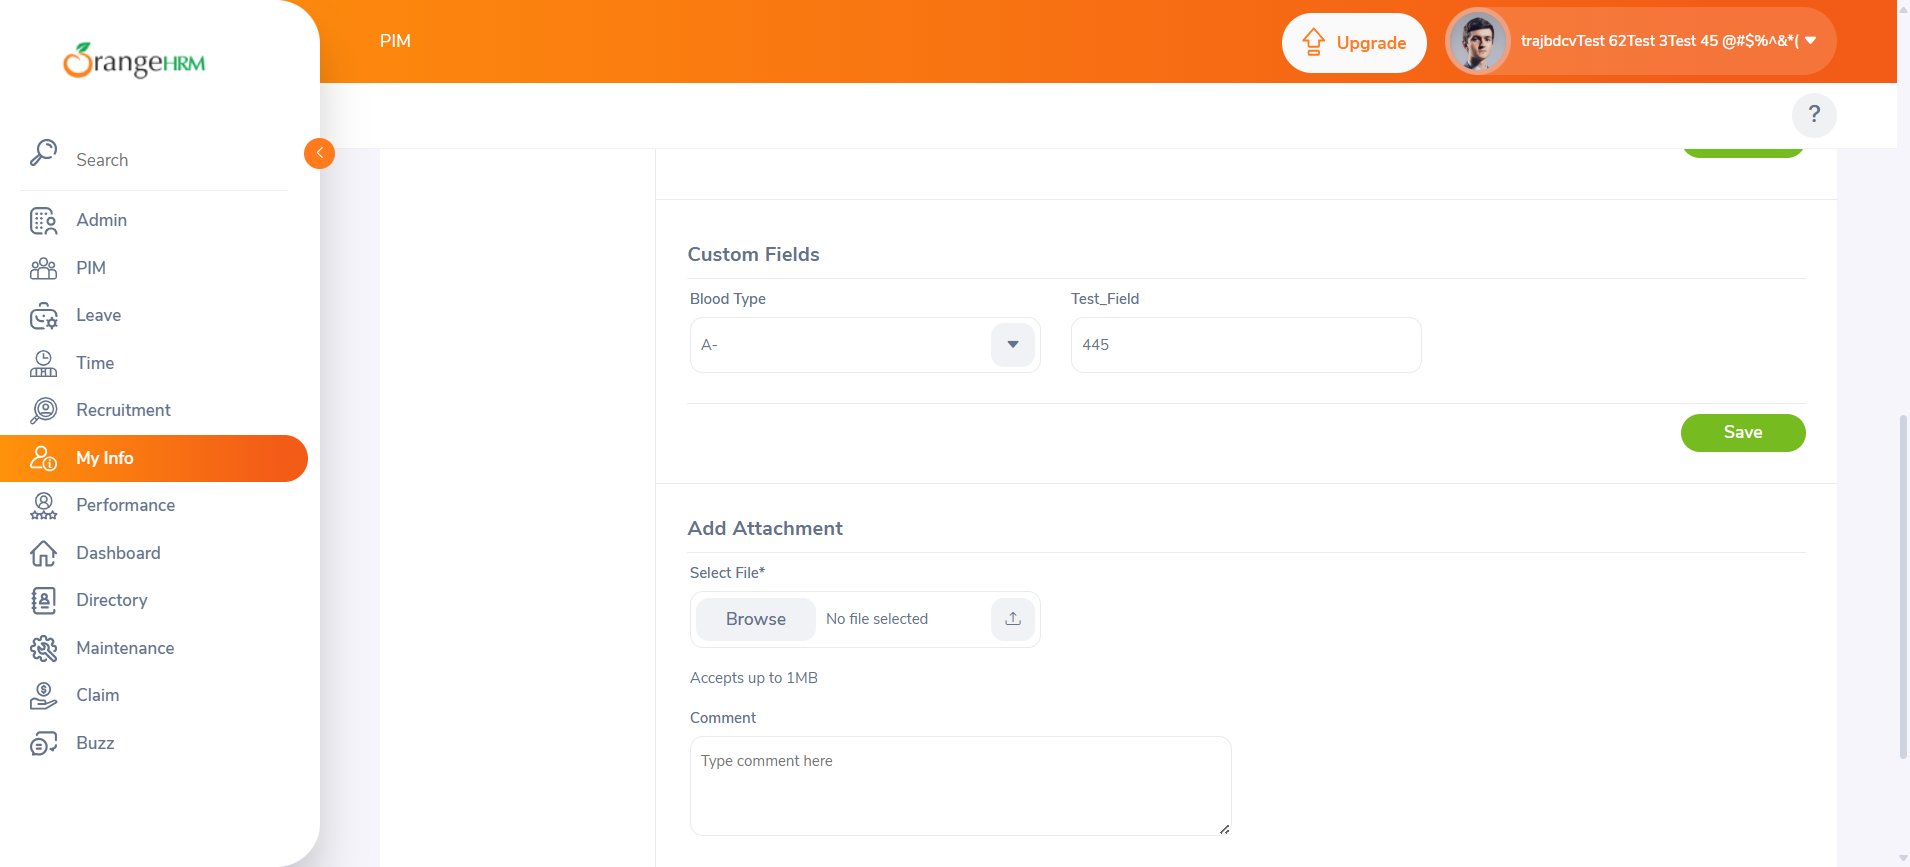 OrangeHRM
PIM
Upgrade
trajbdcvTest 62Test 3Test 45 @#$%^&*(
?
Search
Admin
PIM
Leave
Time
Recruitment
My Info
Performance
Dashboard
Directory
Maintenance
Claim
Buzz
Custom Fields
Blood Type
Test_Field
A-
445
Save
Add Attachment
Select File*
Browse
No file selected
Accepts up to 1MB
Comment
Type comment here